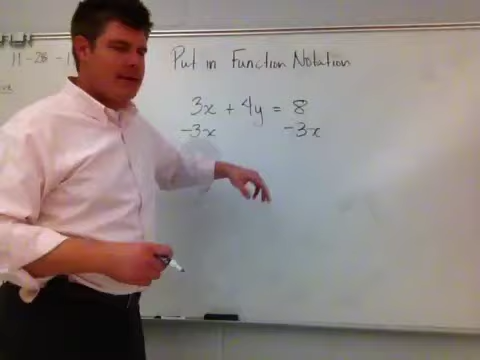 Put in Function Notation
3x + 4y = 8
-3x -3x